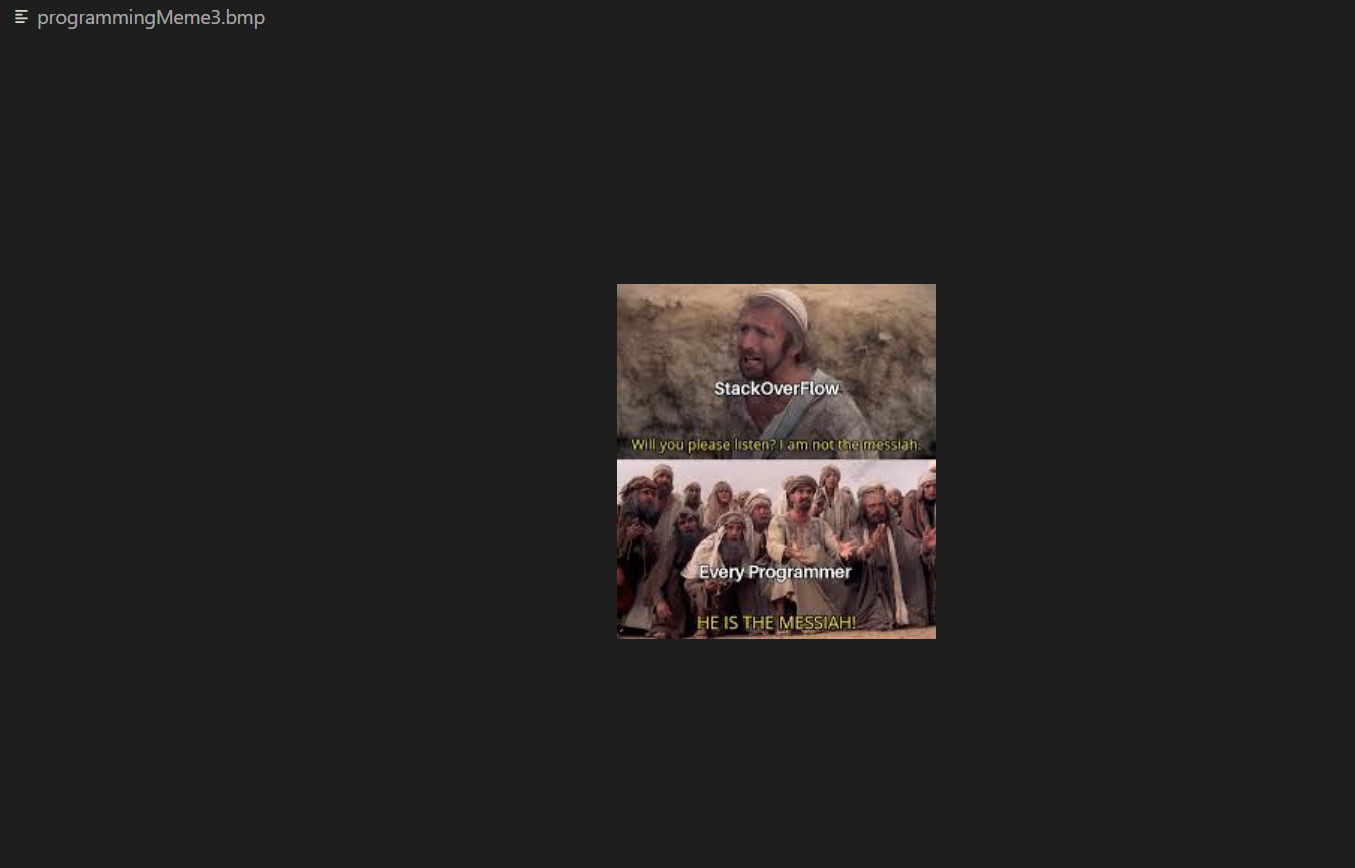 programmingMeme3.bmp
StackOverFlow
Will you please listen? I am not the messiah.
Every Programmer
HE IS THE MESSIAH!